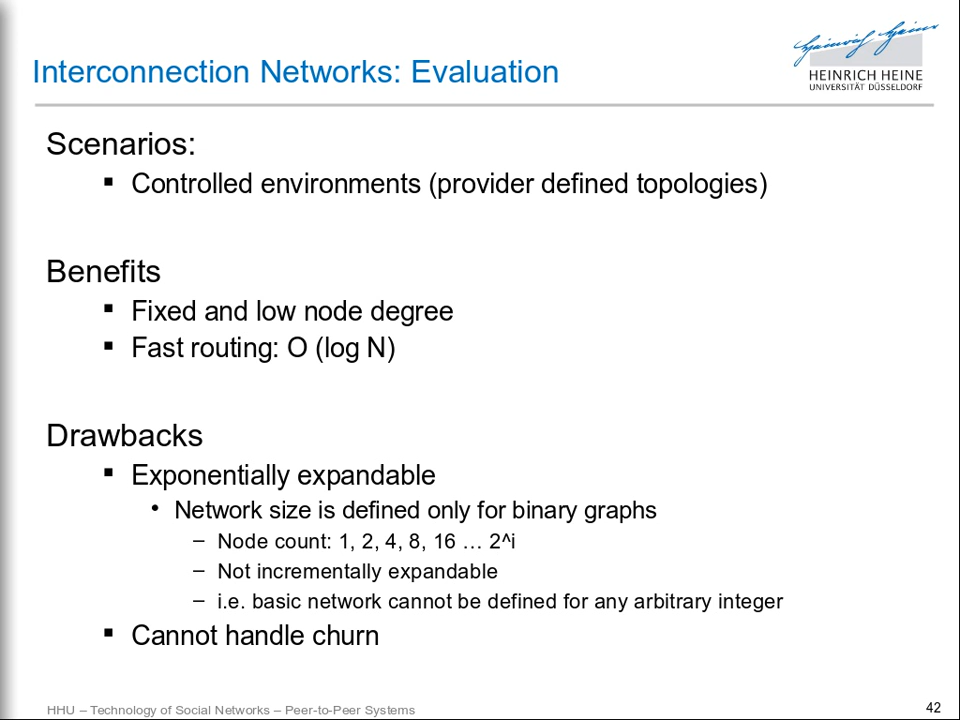 Interconnection Networks: Evaluation
Heinrich Heine
HEINRICH HEINE
UNIVERSITÄT DÜSSELDORF
Scenarios:
▪ Controlled environments (provider defined topologies)
Benefits
▪ Fixed and low node degree
▪ Fast routing: O (log N)
Drawbacks
▪ Exponentially expandable
• Network size is defined only for binary graphs
– Node count: 1, 2, 4, 8, 16 … 2^i
– Not incrementally expandable
– i.e. basic network cannot be defined for any arbitrary integer
▪ Cannot handle churn
HHU – Technology of Social Networks – Peer-to-Peer Systems
42